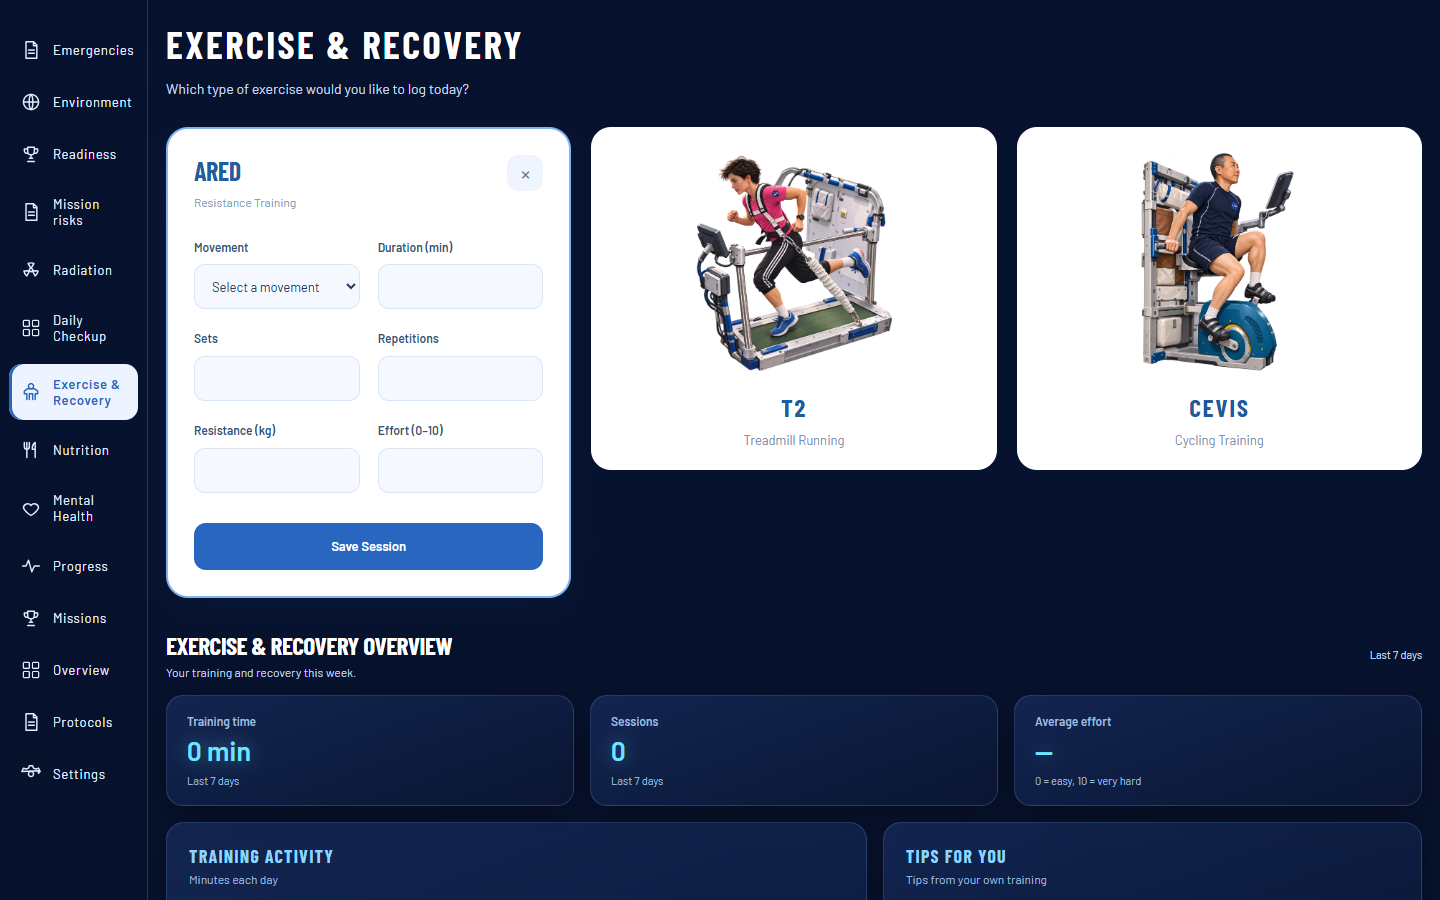 Emergencies
Environment
Readiness
Mission
risks
Radiation
Daily
Checkup
Exercise &
Recovery
Nutrition
Mental
Health
Progress
Missions
Overview
Protocols
Settings
EXERCISE & RECOVERY
Which type of exercise would you like to log today?
ARED
×
Resistance Training
Movement
Duration (min)
Select a movement
Sets
Repetitions
Resistance (kg)
Effort (0–10)
Save Session
T2
Treadmill Running
CEVIS
Cycling Training
EXERCISE & RECOVERY OVERVIEW
Your training and recovery this week.
Last 7 days
Training time
0 min
Last 7 days
Sessions
0
Last 7 days
Average effort
—
0 = easy, 10 = very hard
TRAINING ACTIVITY
Minutes each day
TIPS FOR YOU
Tips from your own training